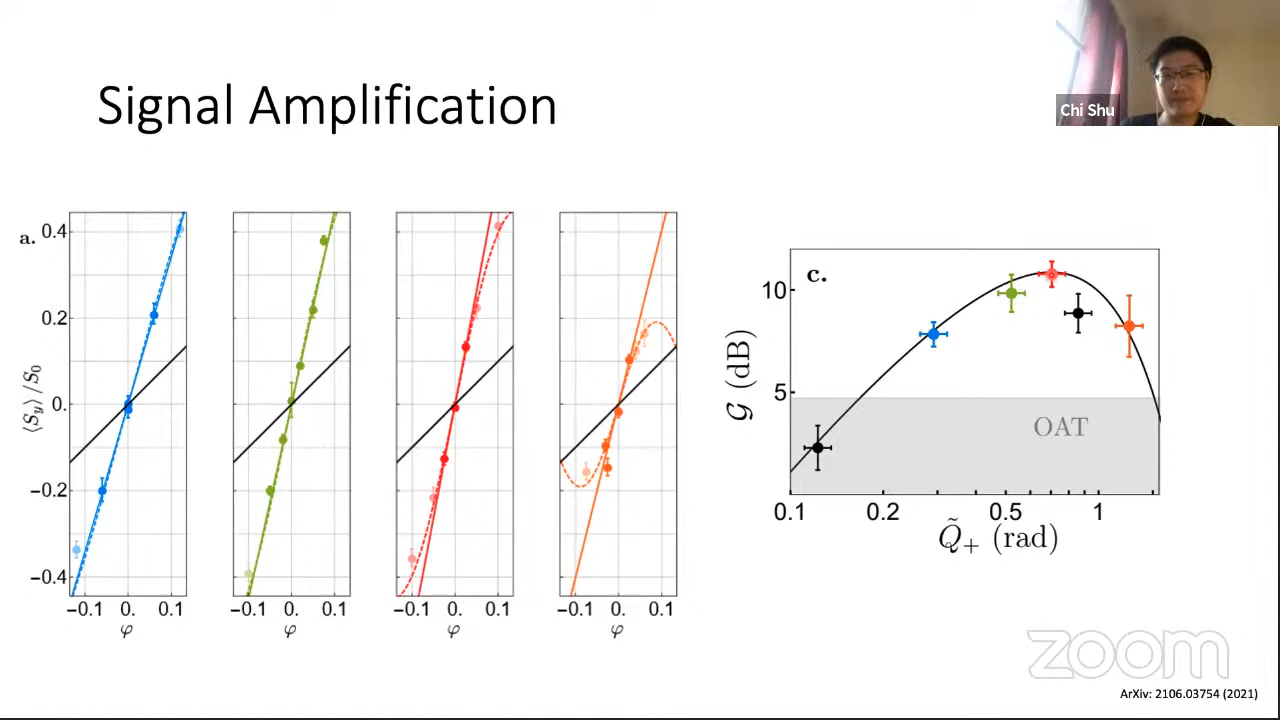 Chi Shu
Signal Amplification
a.
0.4
0.2
0.
−0.2
−0.4
⟨S_y⟩/S_0
−0.1 0. 0.1
φ
−0.1 0. 0.1
φ
−0.1 0. 0.1
φ
−0.1 0. 0.1
φ
c.
10
5
𝒢 (dB)
OAT
0.1 0.2 0.5 1
Q̃₊ (rad)
zoom
ArXiv: 2106.03754 (2021)